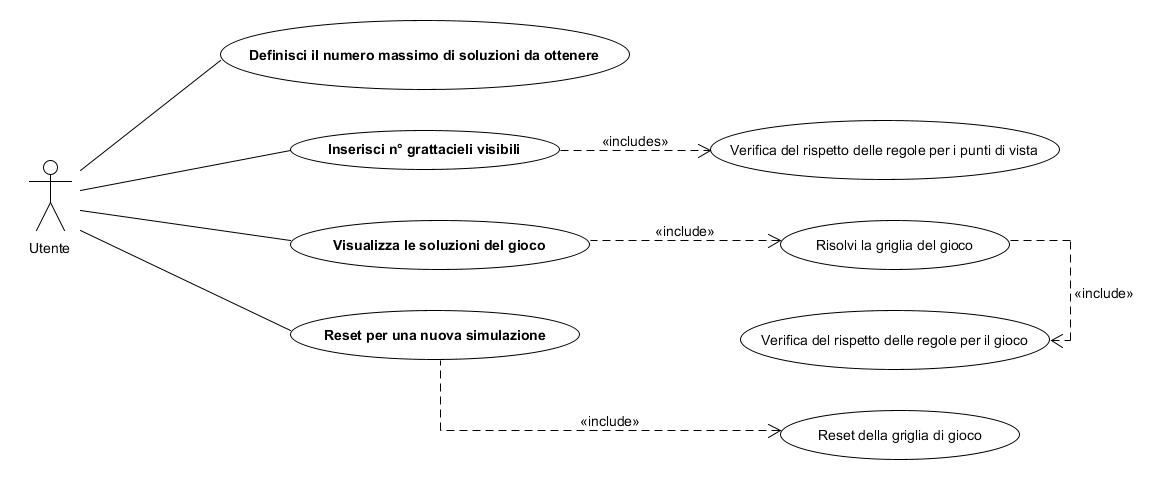 Definisci il numero massimo di soluzioni da ottenere
Inserisci n° grattacieli visibili
«includes»
Verifica del rispetto delle regole per i punti di vista
Utente
Visualizza le soluzioni del gioco
«include»
Risolvi la griglia del gioco
«include»
Reset per una nuova simulazione
Verifica del rispetto delle regole per il gioco
«include»
Reset della griglia di gioco